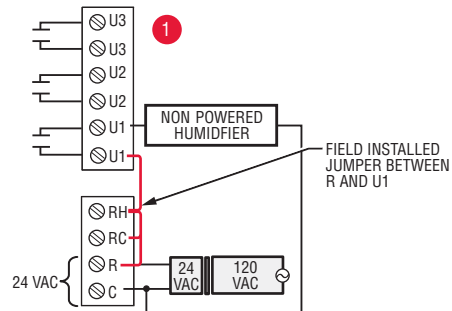 U3
1
U3
U2
U2
U1
NON POWERED
HUMIDFIER
U1
FIELD INSTALLED
JUMPER BETWEEN
R AND U1
RH
RC
R
24 VAC
C
24
VAC
120
VAC